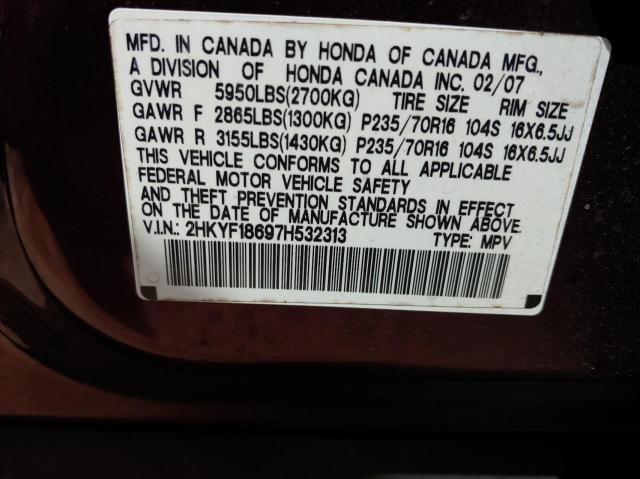 MFD. IN CANADA BY HONDA OF CANADA MFG.,
A DIVISION OF HONDA CANADA INC. 02/07
GVWR 5950LBS(2700KG) TIRE SIZE RIM SIZE
GAWR F 2865LBS(1300KG) P235/70R16 104S 16X6.5JJ
GAWR R 3155LBS(1430KG) P235/70R16 104S 16X6.5JJ
THIS VEHICLE CONFORMS TO ALL APPLICABLE
FEDERAL MOTOR VEHICLE SAFETY
AND THEFT PREVENTION STANDARDS IN EFFECT
ON THE DATE OF MANUFACTURE SHOWN ABOVE.
V.I.N.: 2HKYF18697H532313 TYPE: MPV